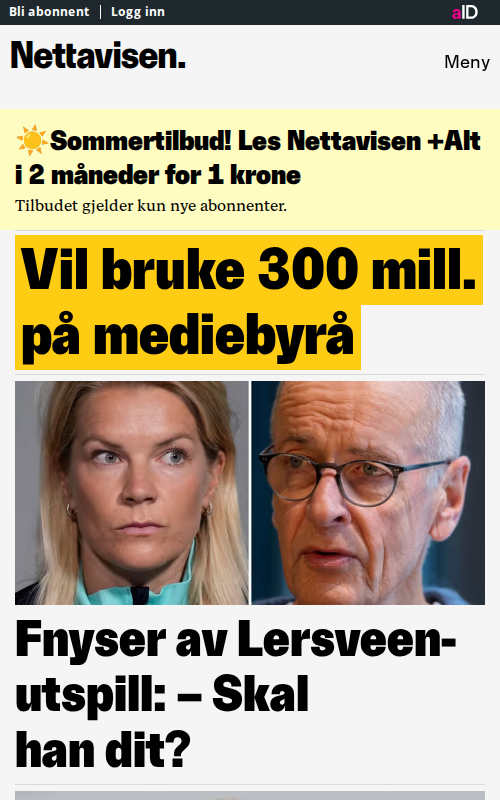 Bli abonnent | Logg inn
aID
Nettavisen.
Meny
☀️Sommertilbud! Les Nettavisen +Alt
i 2 måneder for 1 krone
Tilbudet gjelder kun nye abonnenter.
Vil bruke 300 mill.
på mediebyrå
Fnyser av Lersveen-
utspill: – Skal
han dit?